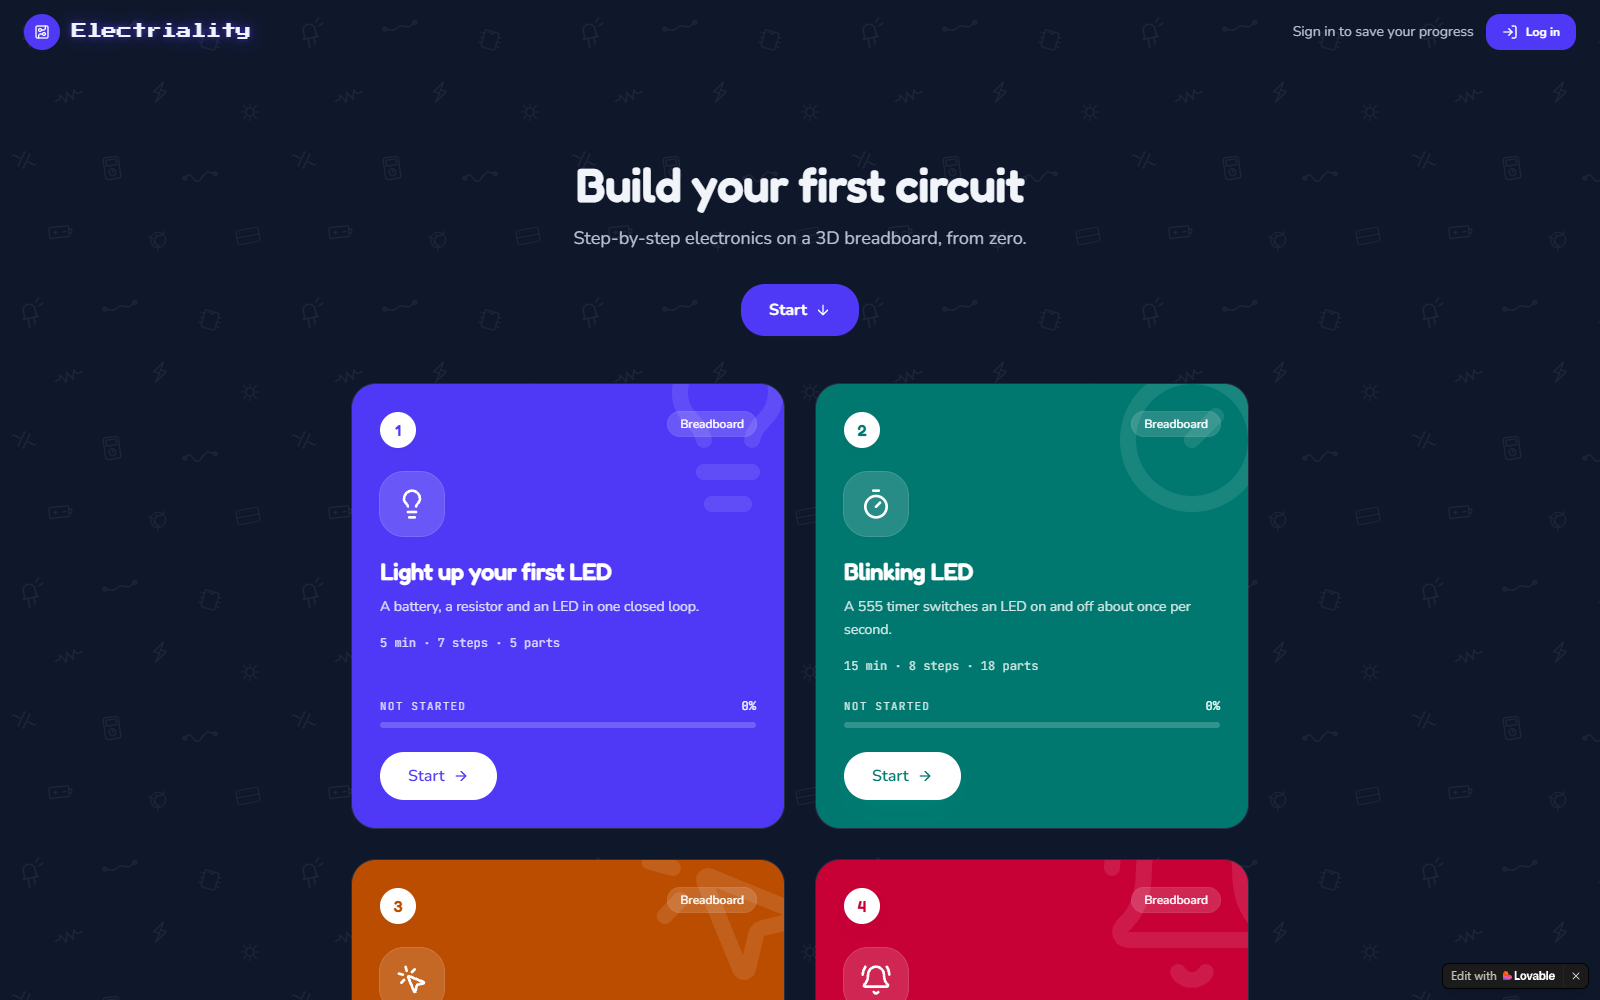 Electriality
Sign in to save your progress
Log in
Build your first circuit
Step-by-step electronics on a 3D breadboard, from zero.
Start
1
Breadboard
Light up your first LED
A battery, a resistor and an LED in one closed loop.
5 min · 7 steps · 5 parts
NOT STARTED
0%
Start
2
Breadboard
Blinking LED
A 555 timer switches an LED on and off about once per
second.
15 min · 8 steps · 18 parts
NOT STARTED
0%
Start
3
Breadboard
4
Breadboard
Edit with Lovable